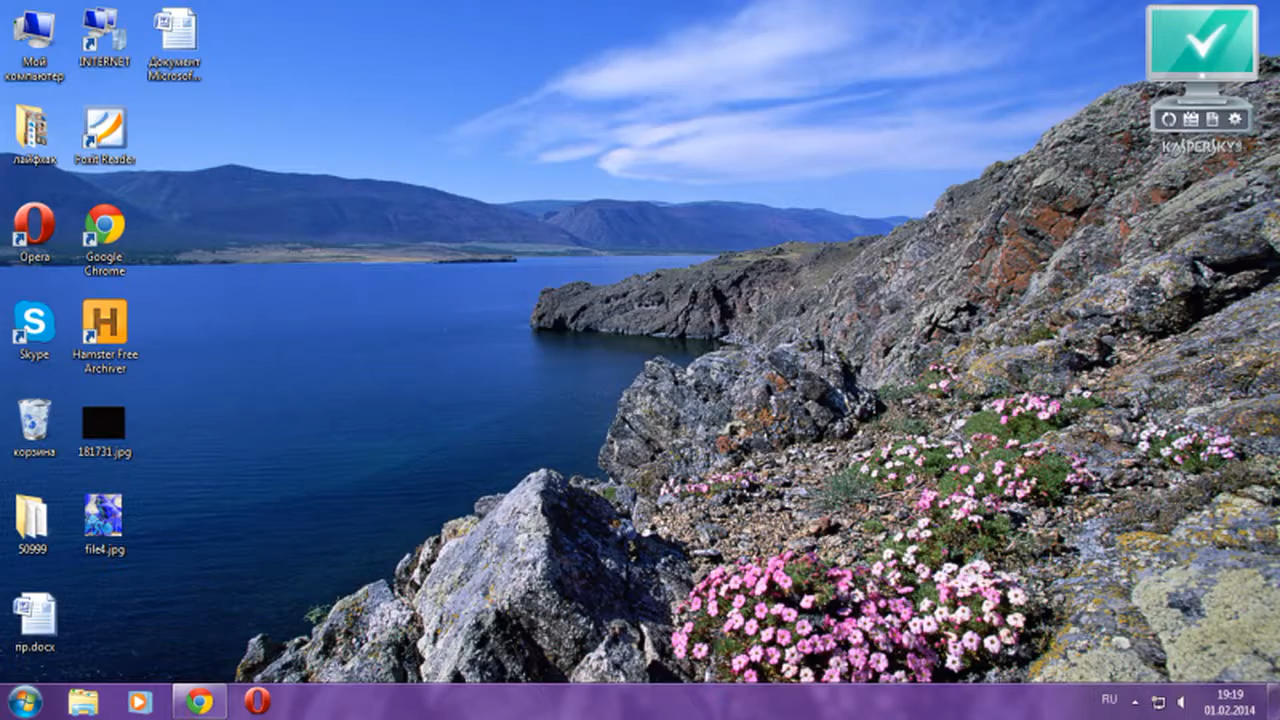 Мой
компьютер
INTERNET
Документ
Microsof...
лайфхак
Foxit Reader
Opera
Google
Chrome
Skype
Hamster Free
Archiver
корзина
181731.jpg
50999
file4.jpg
пр.docx
KASPERSKY
RU
19:19
01.02.2014